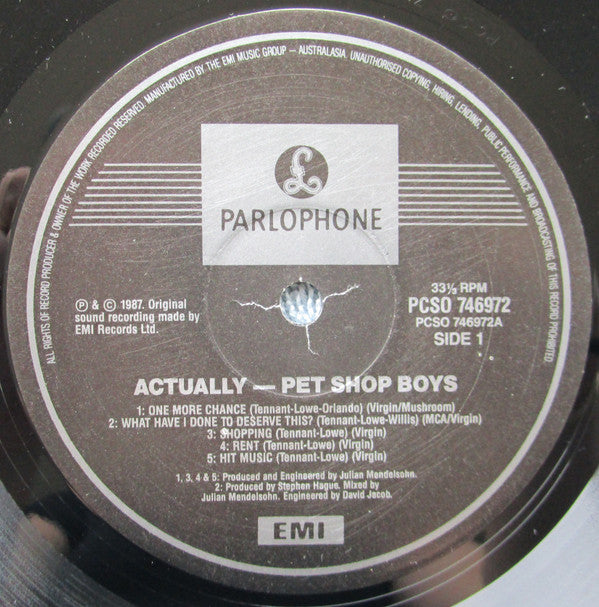 ALL RIGHTS OF RECORD PRODUCER & OWNER OF THE WORK RECORDED RESERVED. MANUFACTURED BY THE EMI MUSIC GROUP – AUSTRALASIA. UNAUTHORISED COPYING, HIRING, LENDING, PUBLIC PERFORMANCE AND BROADCASTING OF THIS RECORD PROHIBITED.
£
PARLOPHONE
33⅓ RPM
PCSO 746972
PCSO 746972A
SIDE 1
Ⓟ & © 1987. Original
sound recording made by
EMI Records Ltd.
ACTUALLY — PET SHOP BOYS
1: ONE MORE CHANCE (Tennant-Lowe-Orlando) (Virgin/Mushroom)
2: WHAT HAVE I DONE TO DESERVE THIS? (Tennant-Lowe-Willis) (MCA/Virgin)
3: SHOPPING (Tennant-Lowe) (Virgin)
4: RENT (Tennant-Lowe) (Virgin)
5: HIT MUSIC (Tennant-Lowe) (Virgin)
1, 3, 4 & 5: Produced and Engineered by Julian Mendelsohn.
2: Produced by Stephen Hague. Mixed by
Julian Mendelsohn. Engineered by David Jacob.
EMI